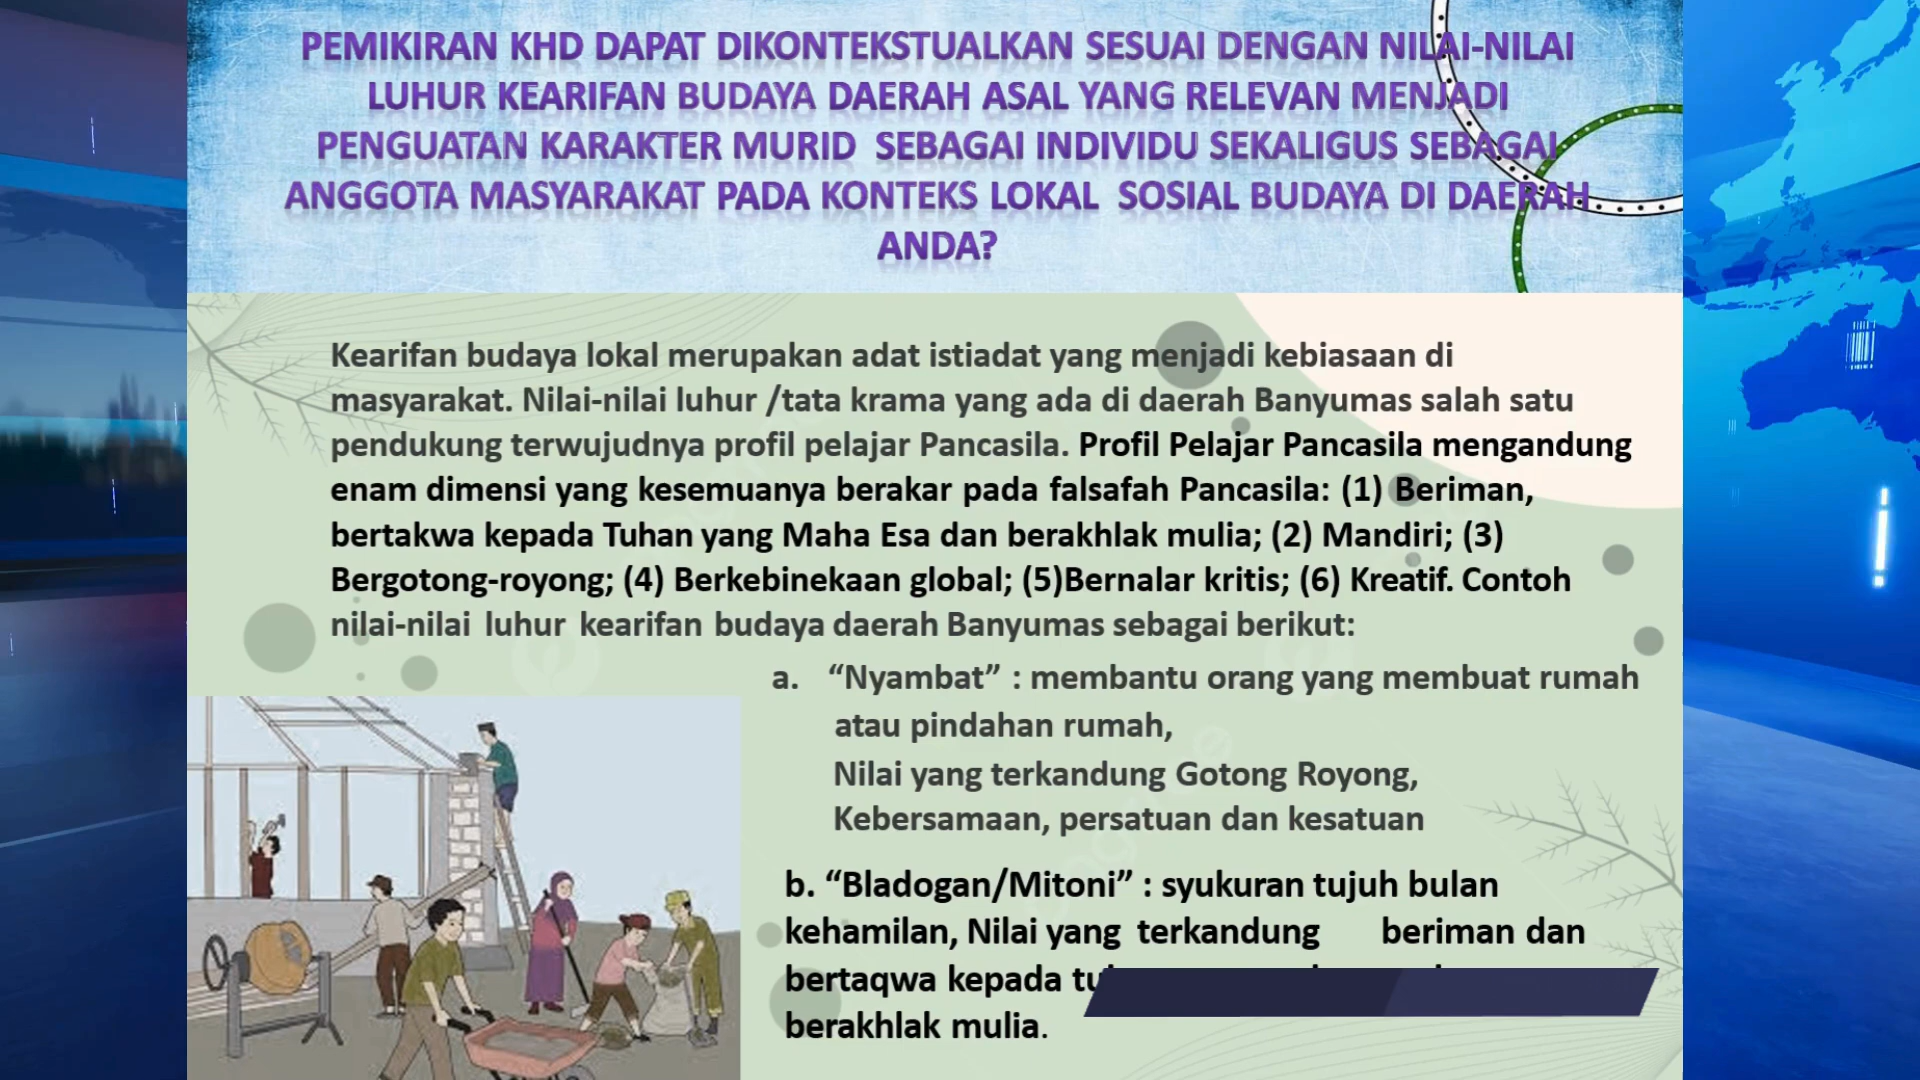 PEMIKIRAN KHD DAPAT DIKONTEKSTUALKAN SESUAI DENGAN NILAI-NILAI
LUHUR KEARIFAN BUDAYA DAERAH ASAL YANG RELEVAN MENJADI
PENGUATAN KARAKTER MURID SEBAGAI INDIVIDU SEKALIGUS SEBAGAI
ANGGOTA MASYARAKAT PADA KONTEKS LOKAL SOSIAL BUDAYA DI DAERAH
ANDA?
Kearifan budaya lokal merupakan adat istiadat yang menjadi kebiasaan di
masyarakat. Nilai-nilai luhur /tata krama yang ada di daerah Banyumas salah satu
pendukung terwujudnya profil pelajar Pancasila. Profil Pelajar Pancasila mengandung
enam dimensi yang kesemuanya berakar pada falsafah Pancasila: (1) Beriman,
bertakwa kepada Tuhan yang Maha Esa dan berakhlak mulia; (2) Mandiri; (3)
Bergotong-royong; (4) Berkebinekaan global; (5)Bernalar kritis; (6) Kreatif. Contoh
nilai-nilai luhur kearifan budaya daerah Banyumas sebagai berikut:
a. “Nyambat” : membantu orang yang membuat rumah
atau pindahan rumah,
Nilai yang terkandung Gotong Royong,
Kebersamaan, persatuan dan kesatuan
b. “Bladogan/Mitoni” : syukuran tujuh bulan
kehamilan, Nilai yang terkandung beriman dan
bertaqwa kepada
berakhlak mulia.